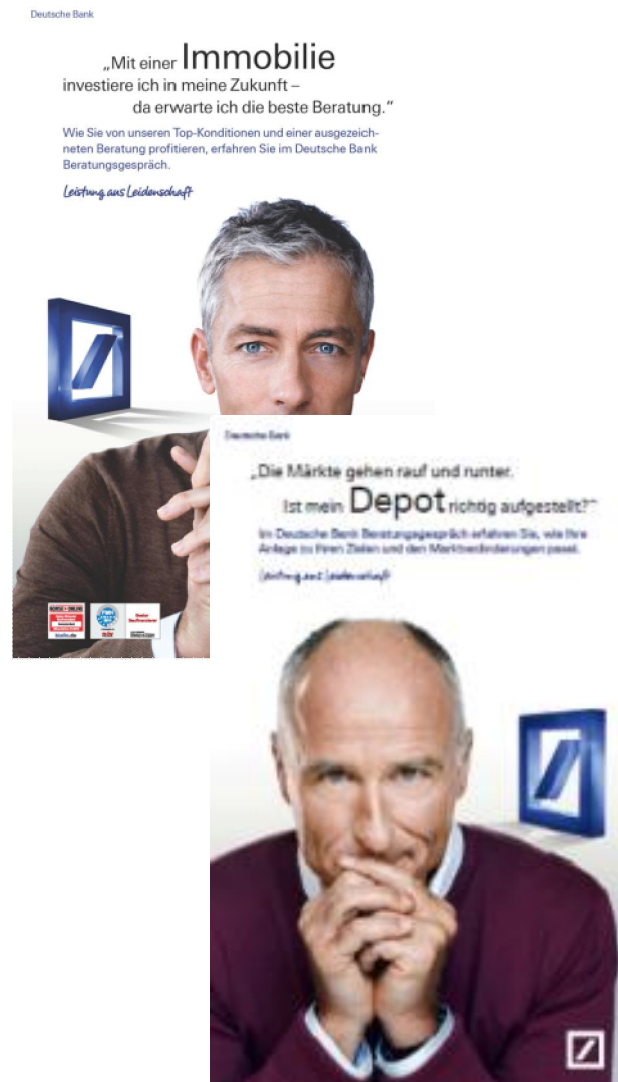 Deutsche Bank
„Mit einer Immobilie
investiere ich in meine Zukunft –
da erwarte ich die beste Beratung.“
Wie Sie von unseren Top-Konditionen und einer ausgezeich-
neten Beratung profitieren, erfahren Sie im Deutsche Bank
Beratungsgespräch.
Leistung aus Leidenschaft
Deutsche Bank
„Die Märkte gehen rauf und runter.
Ist mein Depot richtig aufgestellt?“
Im Deutsche Bank Beratungsgespräch erfahren Sie, wie Ihre
Anlage zu Ihren Zielen und den Marktveränderungen passt.
Leistung aus Leidenschaft